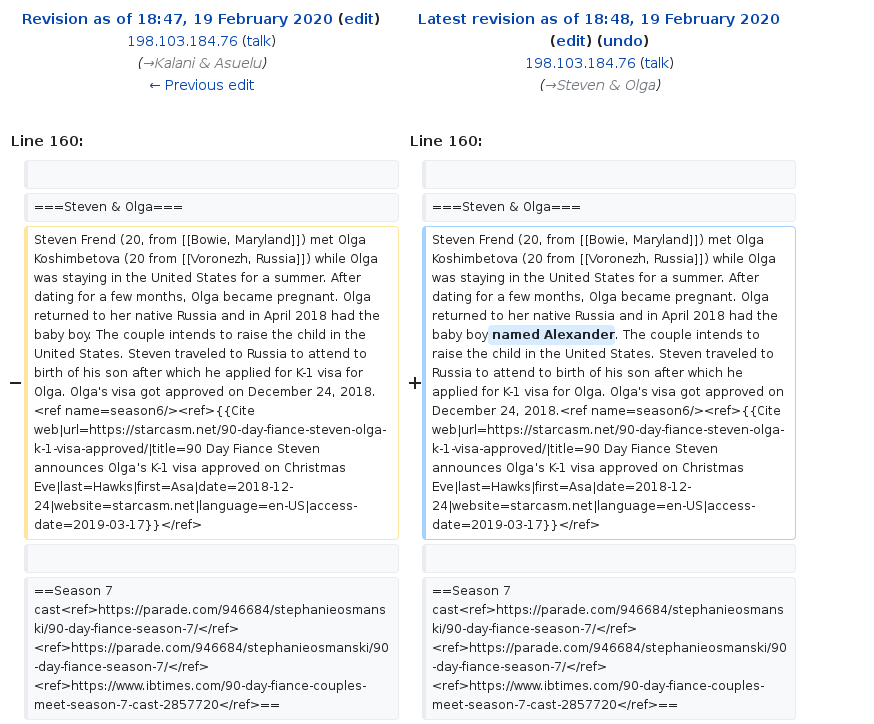 Revision as of 18:47, 19 February 2020 (edit)
198.103.184.76 (talk)
(→Kalani & Asuelu)
← Previous edit
Latest revision as of 18:48, 19 February 2020
(edit) (undo)
198.103.184.76 (talk)
(→Steven & Olga)
Line 160:
Line 160:
===Steven & Olga===
===Steven & Olga===
−
Steven Frend (20, from [[Bowie, Maryland]]) met Olga
Koshimbetova (20 from [[Voronezh, Russia]]) while Olga
was staying in the United States for a summer. After
dating for a few months, Olga became pregnant. Olga
returned to her native Russia and in April 2018 had the
baby boy. The couple intends to raise the child in the
United States. Steven traveled to Russia to attend to
birth of his son after which he applied for K-1 visa for
Olga. Olga's visa got approved on December 24, 2018.
<ref name=season6/><ref>{{Cite
web|url=https://starcasm.net/90-day-fiance-steven-olga-
k-1-visa-approved/|title=90 Day Fiance Steven
announces Olga's K-1 visa approved on Christmas
Eve|last=Hawks|first=Asa|date=2018-12-
24|website=starcasm.net|language=en-US|access-
date=2019-03-17}}</ref>
+
Steven Frend (20, from [[Bowie, Maryland]]) met Olga
Koshimbetova (20 from [[Voronezh, Russia]]) while Olga
was staying in the United States for a summer. After
dating for a few months, Olga became pregnant. Olga
returned to her native Russia and in April 2018 had the
baby boy named Alexander. The couple intends to
raise the child in the United States. Steven traveled to
Russia to attend to birth of his son after which he
applied for K-1 visa for Olga. Olga's visa got approved on
December 24, 2018.<ref name=season6/><ref>{{Cite
web|url=https://starcasm.net/90-day-fiance-steven-olga-
k-1-visa-approved/|title=90 Day Fiance Steven
announces Olga's K-1 visa approved on Christmas
Eve|last=Hawks|first=Asa|date=2018-12-
24|website=starcasm.net|language=en-US|access-
date=2019-03-17}}</ref>
==Season 7
cast<ref>https://parade.com/946684/stephanieosmans
ki/90-day-fiance-season-7/</ref>
<ref>https://parade.com/946684/stephanieosmanski/90
-day-fiance-season-7/</ref>
<ref>https://www.ibtimes.com/90-day-fiance-couples-
meet-season-7-cast-2857720</ref>==
==Season 7
cast<ref>https://parade.com/946684/stephanieosmans
ki/90-day-fiance-season-7/</ref>
<ref>https://parade.com/946684/stephanieosmanski/90
-day-fiance-season-7/</ref>
<ref>https://www.ibtimes.com/90-day-fiance-couples-
meet-season-7-cast-2857720</ref>==